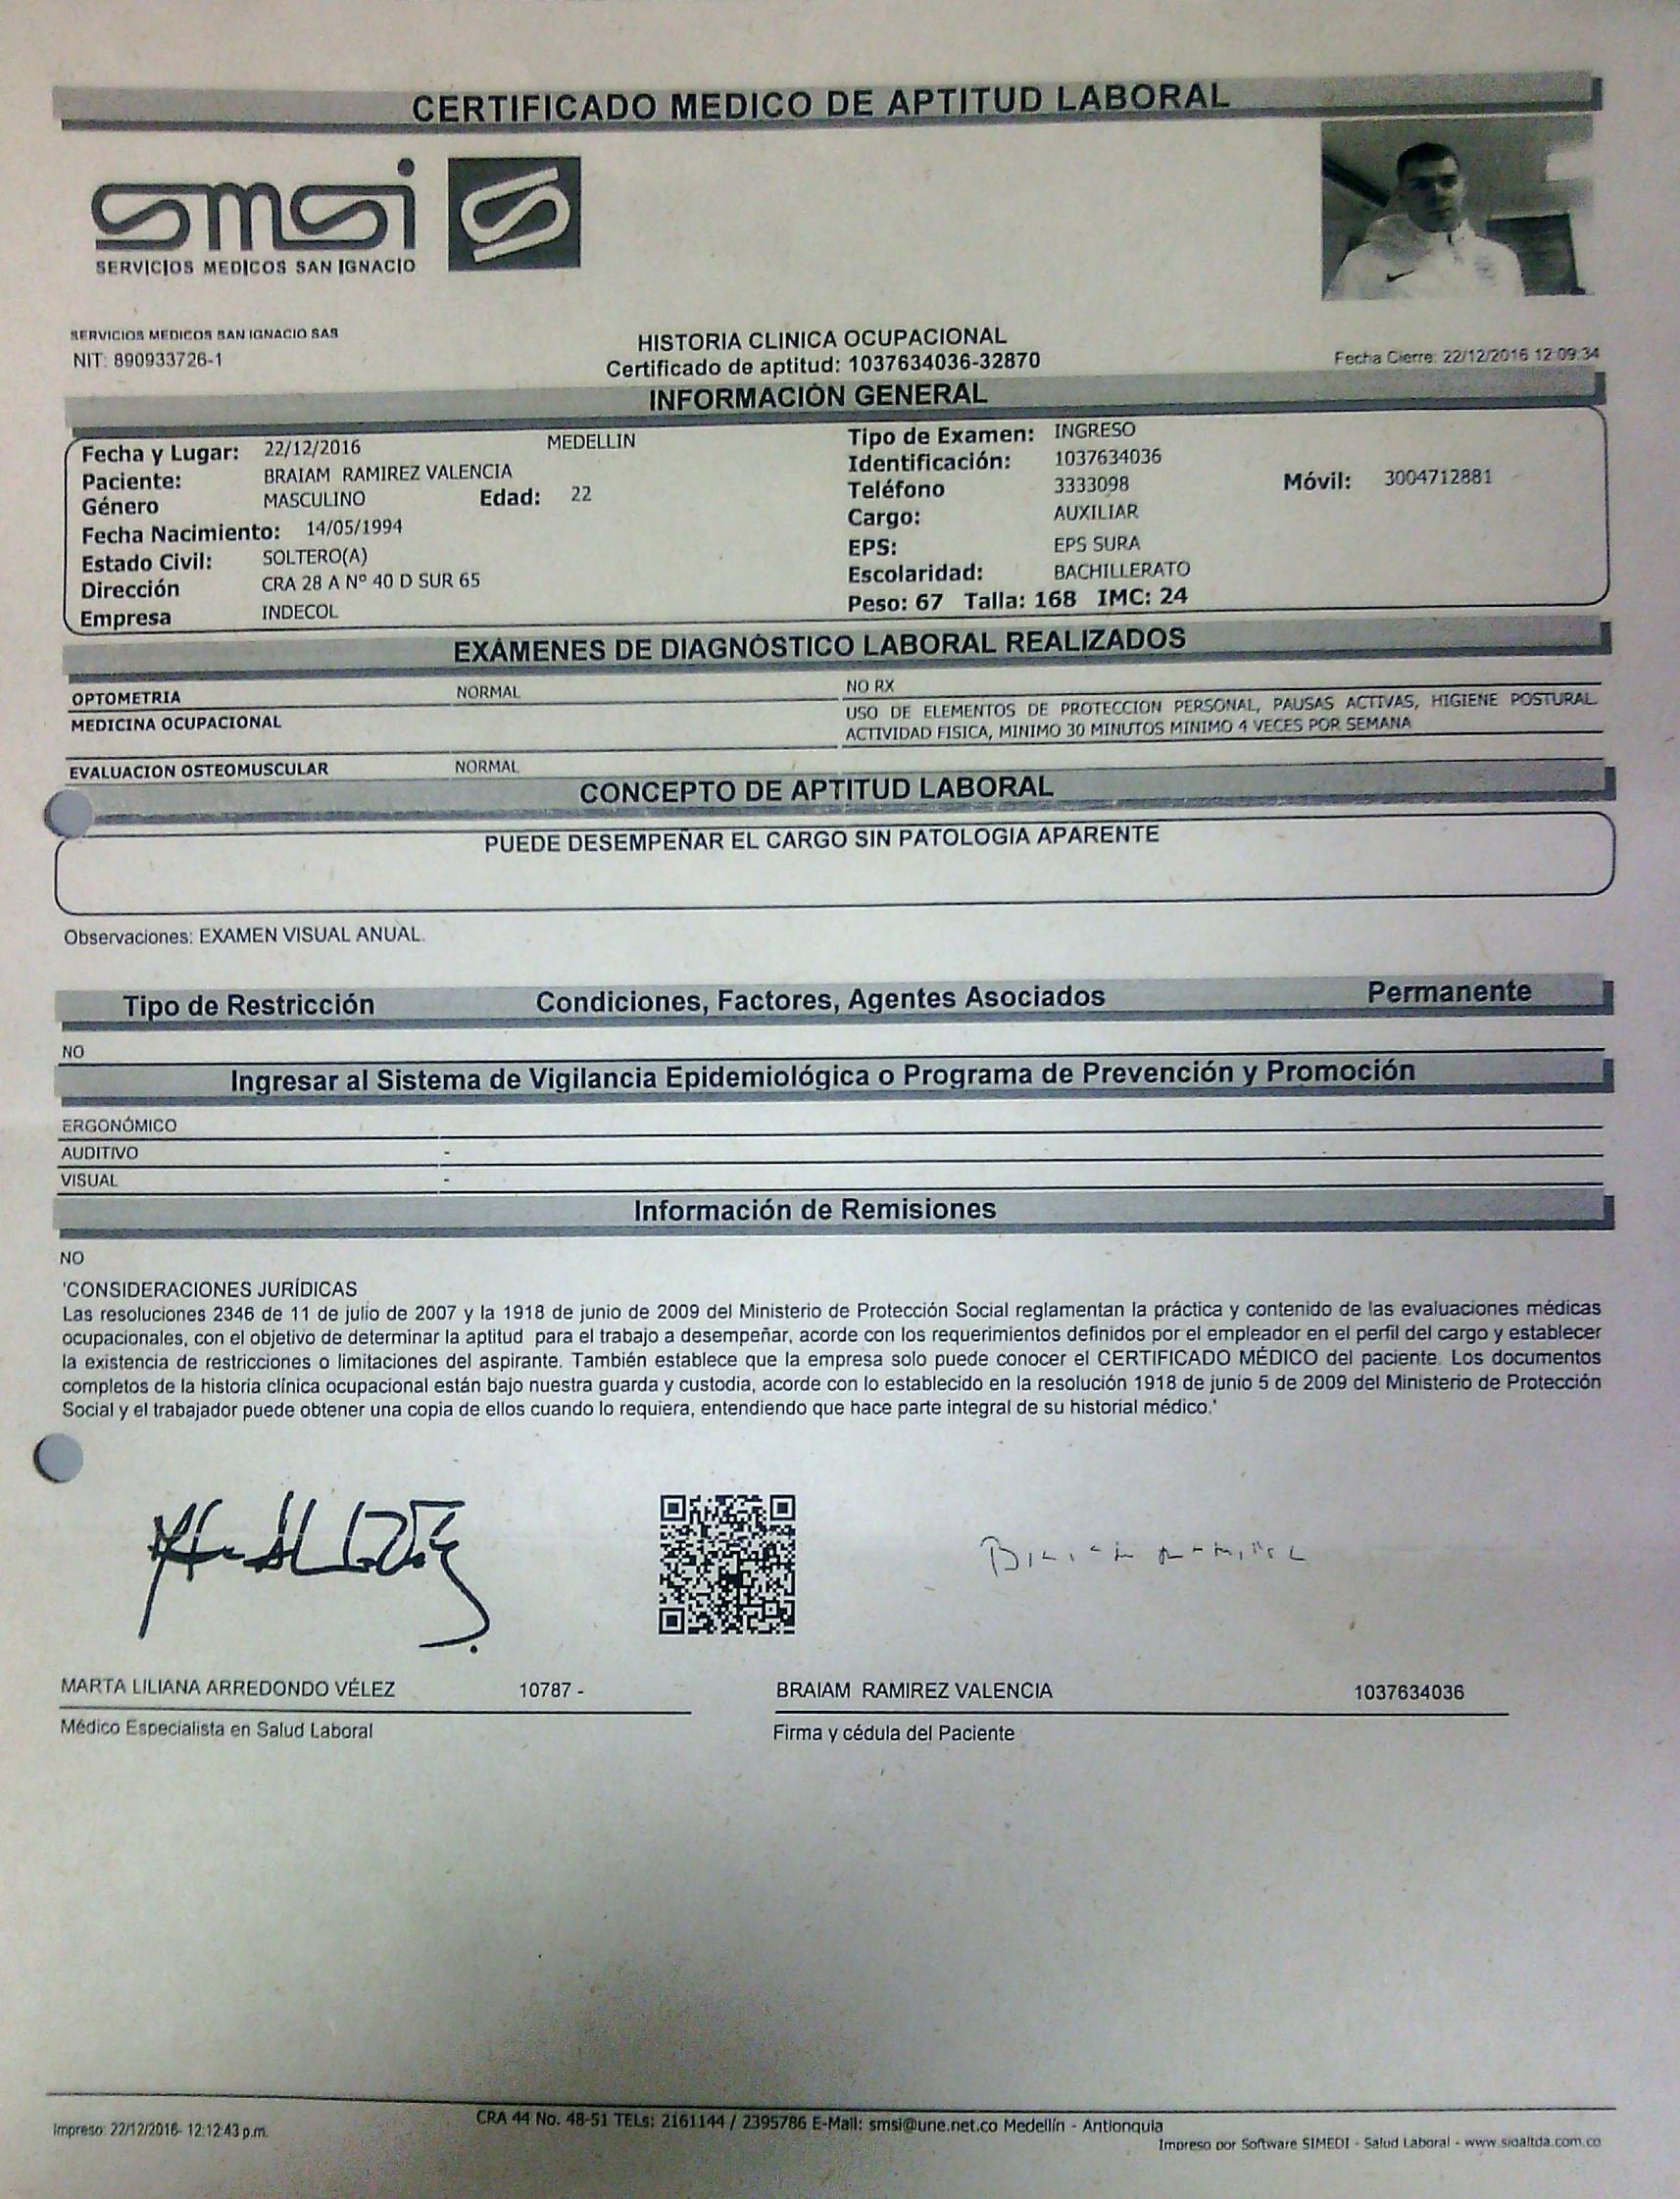 CERTIFICADO MEDICO DE APTITUD LABORAL
smsi
SERVICIOS MEDICOS SAN IGNACIO
SERVICIOS MEDICOS SAN IGNACIO SAS
NIT: 890933726-1
HISTORIA CLINICA OCUPACIONAL
Certificado de aptitud: 1037634036-32870
Fecha Cierre: 22/12/2016 12:09:34
INFORMACIÓN GENERAL
Fecha y Lugar: 22/12/2016 MEDELLIN Tipo de Examen: INGRESO
Paciente: BRAIAM RAMIREZ VALENCIA Identificación: 1037634036
Género MASCULINO Edad: 22 Teléfono 3333098 Móvil: 3004712881
Fecha Nacimiento: 14/05/1994 Cargo: AUXILIAR
Estado Civil: SOLTERO(A) EPS: EPS SURA
Dirección CRA 28 A Nº 40 D SUR 65 Escolaridad: BACHILLERATO
Empresa INDECOL Peso: 67 Talla: 168 IMC: 24
EXÁMENES DE DIAGNÓSTICO LABORAL REALIZADOS
OPTOMETRIA NORMAL NO RX
MEDICINA OCUPACIONAL USO DE ELEMENTOS DE PROTECCION PERSONAL, PAUSAS ACTIVAS, HIGIENE POSTURAL.
ACTIVIDAD FISICA, MINIMO 30 MINUTOS MINIMO 4 VECES POR SEMANA
EVALUACION OSTEOMUSCULAR NORMAL
CONCEPTO DE APTITUD LABORAL
PUEDE DESEMPEÑAR EL CARGO SIN PATOLOGIA APARENTE
Observaciones: EXAMEN VISUAL ANUAL.
Tipo de Restricción Condiciones, Factores, Agentes Asociados Permanente
NO
Ingresar al Sistema de Vigilancia Epidemiológica o Programa de Prevención y Promoción
ERGONÓMICO
AUDITIVO -
VISUAL -
Información de Remisiones
NO
'CONSIDERACIONES JURÍDICAS
Las resoluciones 2346 de 11 de julio de 2007 y la 1918 de junio de 2009 del Ministerio de Protección Social reglamentan la práctica y contenido de las evaluaciones médicas
ocupacionales, con el objetivo de determinar la aptitud para el trabajo a desempeñar, acorde con los requerimientos definidos por el empleador en el perfil del cargo y establecer
la existencia de restricciones o limitaciones del aspirante. También establece que la empresa solo puede conocer el CERTIFICADO MÉDICO del paciente. Los documentos
completos de la historia clínica ocupacional están bajo nuestra guarda y custodia, acorde con lo establecido en la resolución 1918 de junio 5 de 2009 del Ministerio de Protección
Social y el trabajador puede obtener una copia de ellos cuando lo requiera, entendiendo que hace parte integral de su historial médico.'
MARTA LILIANA ARREDONDO VÉLEZ 10787 - BRAIAM RAMIREZ VALENCIA 1037634036
Médico Especialista en Salud Laboral Firma y cédula del Paciente
Impreso: 22/12/2016- 12:12:43 p.m.
CRA 44 No. 48-51 TELs: 2161144 / 2395786 E-Mail: smsi@une.net.co Medellín - Antionquia
Impreso por Software SIMEDI - Salud Laboral - www.sigaltda.com.co